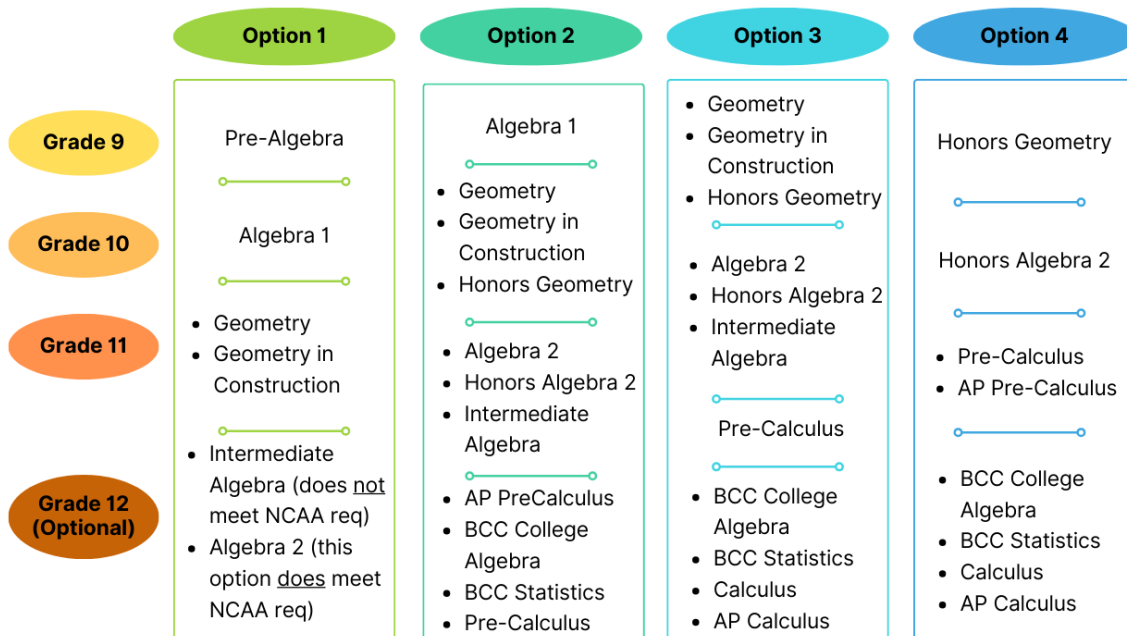 Option 1
Option 2
Option 3
Option 4
Grade 9
Grade 10
Grade 11
Grade 12
(Optional)
Pre-Algebra
Algebra 1
• Geometry
• Geometry in
Construction
• Intermediate
Algebra (does not
meet NCAA req)
• Algebra 2 (this
option does meet
NCAA req)
Algebra 1
• Geometry
• Geometry in
Construction
• Honors Geometry
• Algebra 2
• Honors Algebra 2
• Intermediate
Algebra
• AP PreCalculus
• BCC College
Algebra
• BCC Statistics
• Pre-Calculus
• Geometry
• Geometry in
Construction
• Honors Geometry
• Algebra 2
• Honors Algebra 2
• Intermediate
Algebra
Pre-Calculus
• BCC College
Algebra
• BCC Statistics
• Calculus
• AP Calculus
Honors Geometry
Honors Algebra 2
• Pre-Calculus
• AP Pre-Calculus
• BCC College
Algebra
• BCC Statistics
• Calculus
• AP Calculus